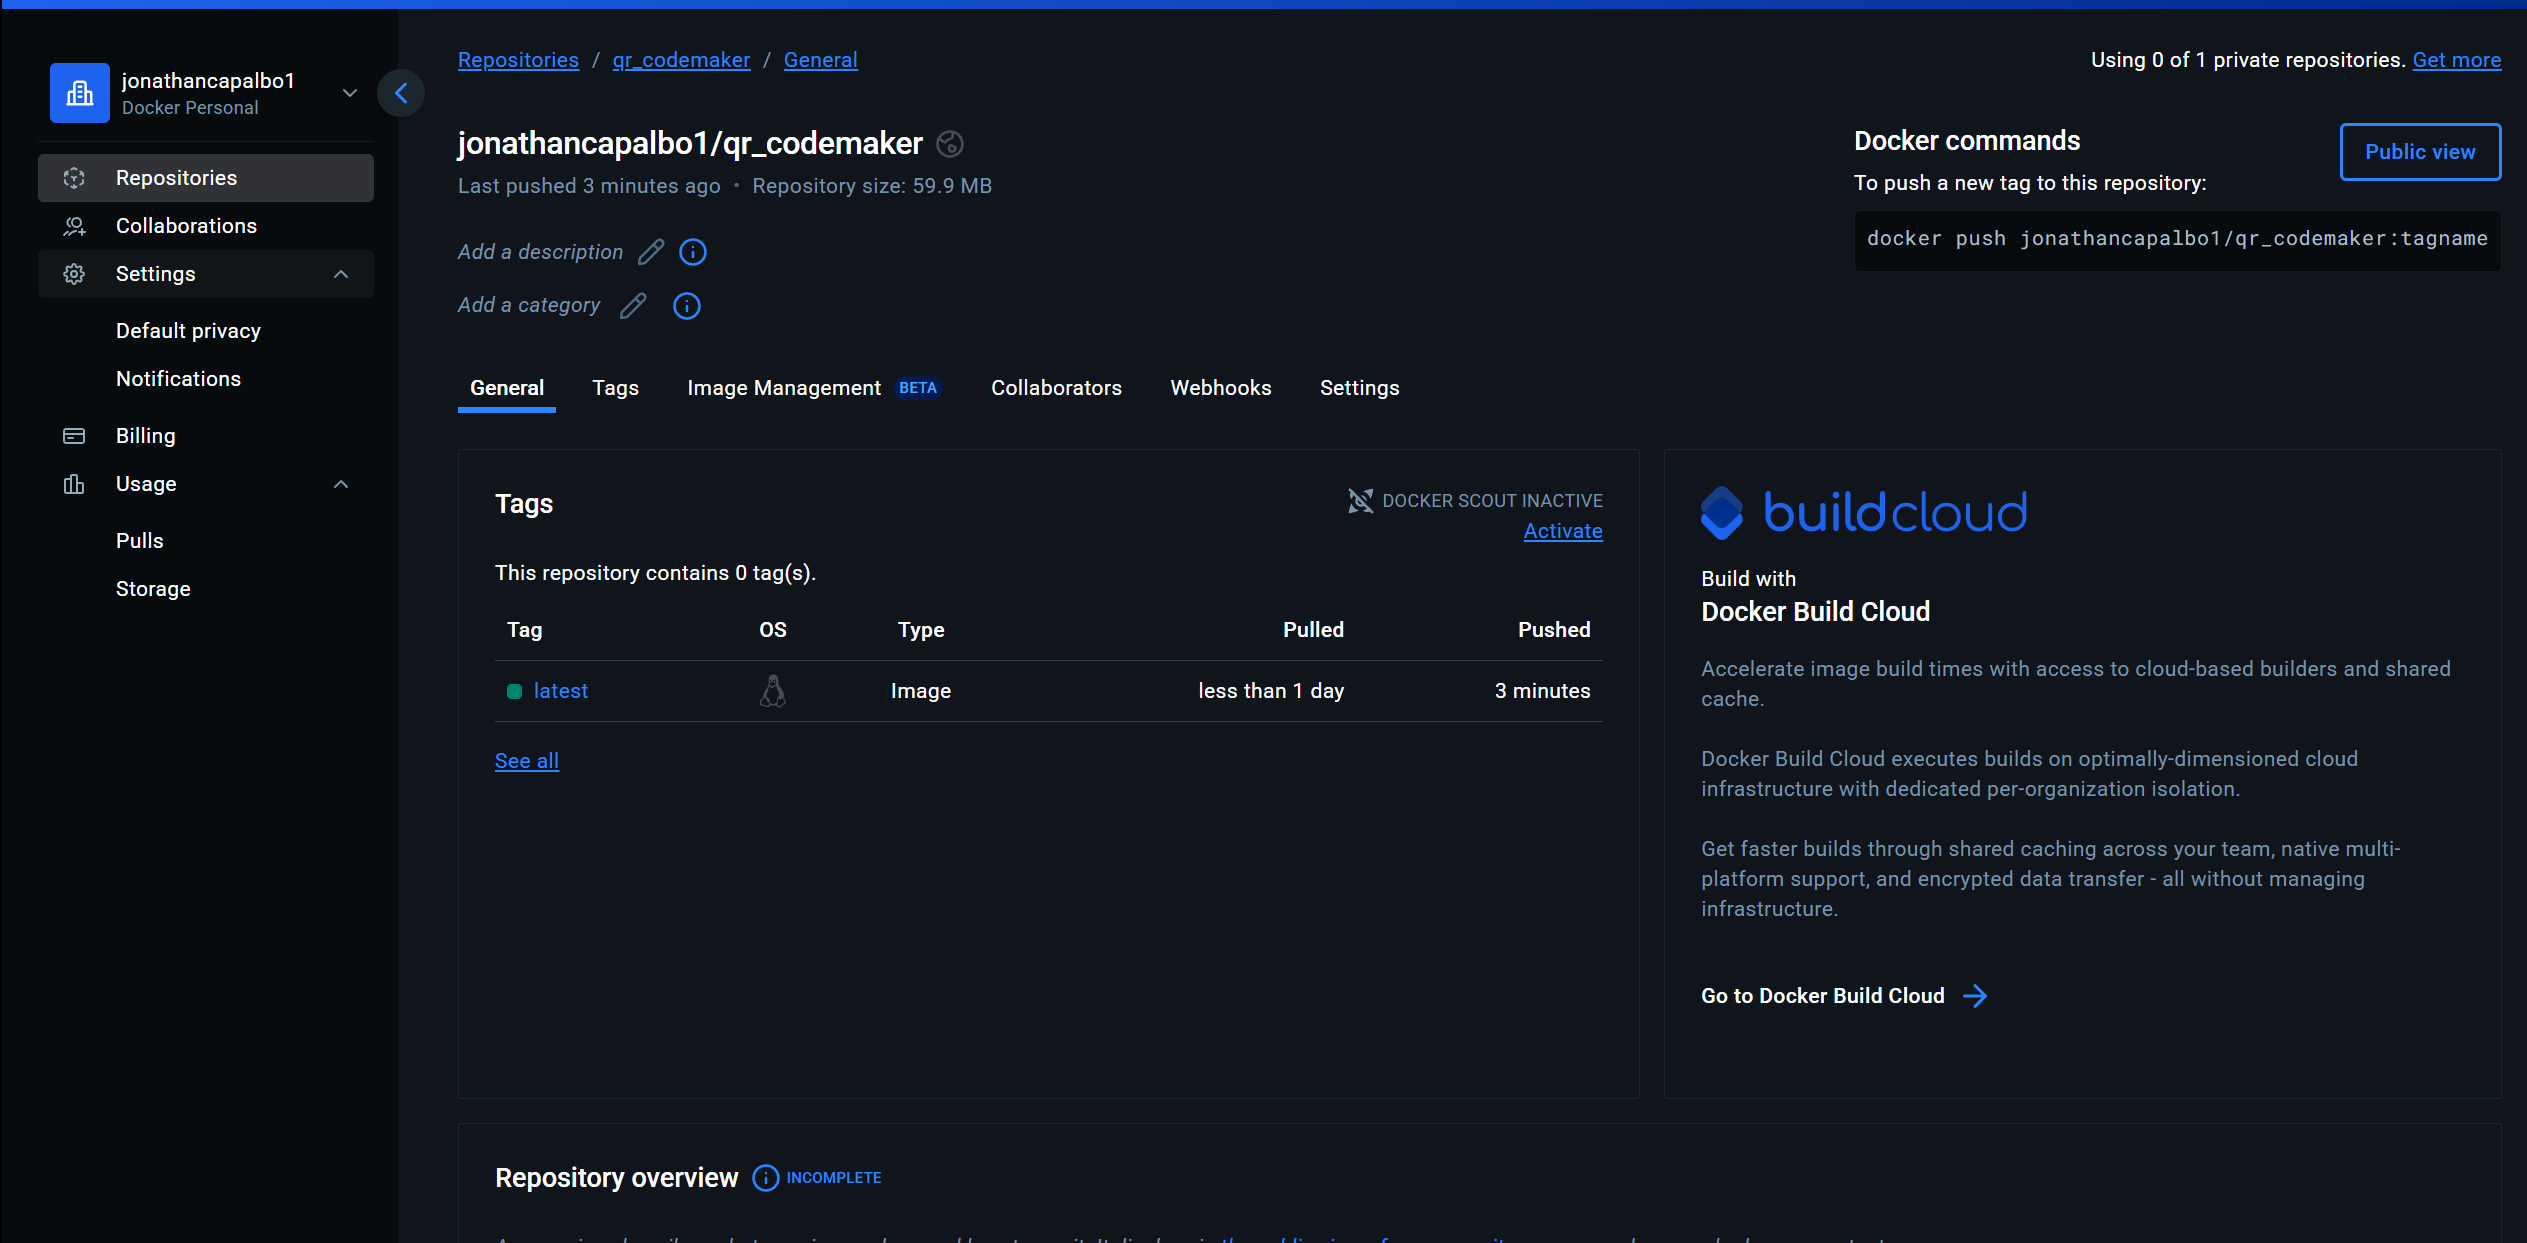 jonathancapalbo1
Docker Personal
Repositories
Collaborations
Settings
Default privacy
Notifications
Billing
Usage
Pulls
Storage
Repositories / qr_codemaker / General
Using 0 of 1 private repositories. Get more
jonathancapalbo1/qr_codemaker
Last pushed 3 minutes ago • Repository size: 59.9 MB
Add a description
Add a category
Docker commands
Public view
To push a new tag to this repository:
docker push jonathancapalbo1/qr_codemaker:tagname
General Tags Image Management BETA Collaborators Webhooks Settings
Tags
DOCKER SCOUT INACTIVE
Activate
This repository contains 0 tag(s).
Tag OS Type Pulled Pushed
latest Image less than 1 day 3 minutes
See all
buildcloud
Build with
Docker Build Cloud
Accelerate image build times with access to cloud-based builders and shared
cache.
Docker Build Cloud executes builds on optimally-dimensioned cloud
infrastructure with dedicated per-organization isolation.
Get faster builds through shared caching across your team, native multi-
platform support, and encrypted data transfer - all without managing
infrastructure.
Go to Docker Build Cloud
Repository overview INCOMPLETE